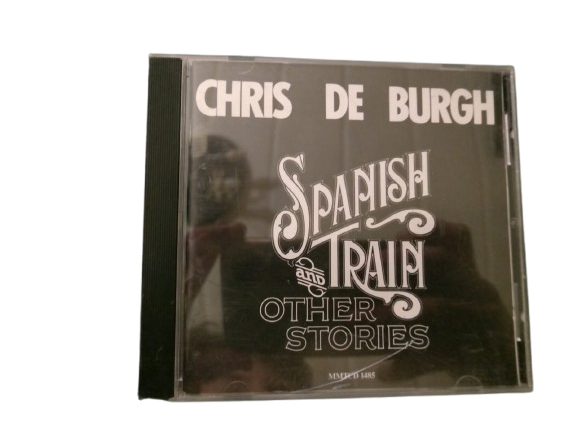 CHRIS DE BURGH
SPANISH
AND TRAIN
OTHER
STORIES